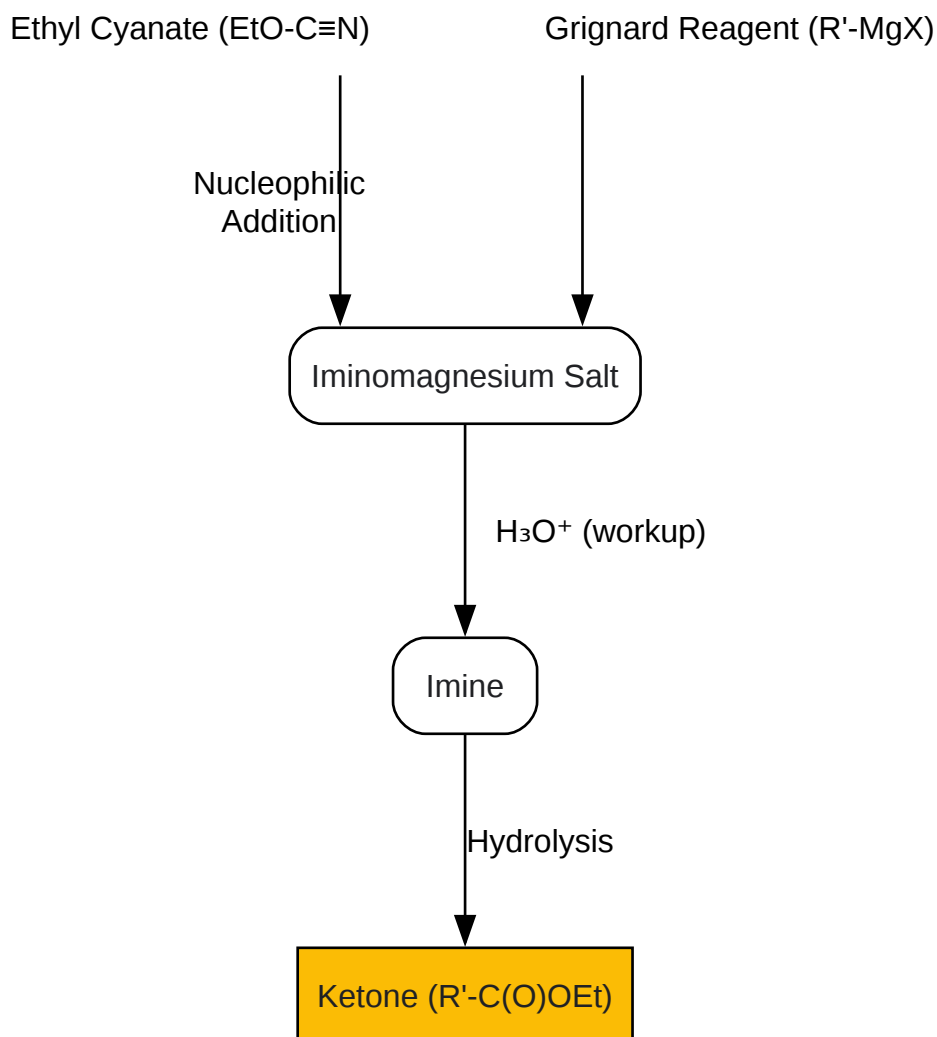 Ethyl Cyanate (EtO-C≡N)
Grignard Reagent (R'-MgX)
Nucleophilic
Addition
Iminomagnesium Salt
H₃O⁺ (workup)
Imine
Hydrolysis
Ketone (R'-C(O)OEt)